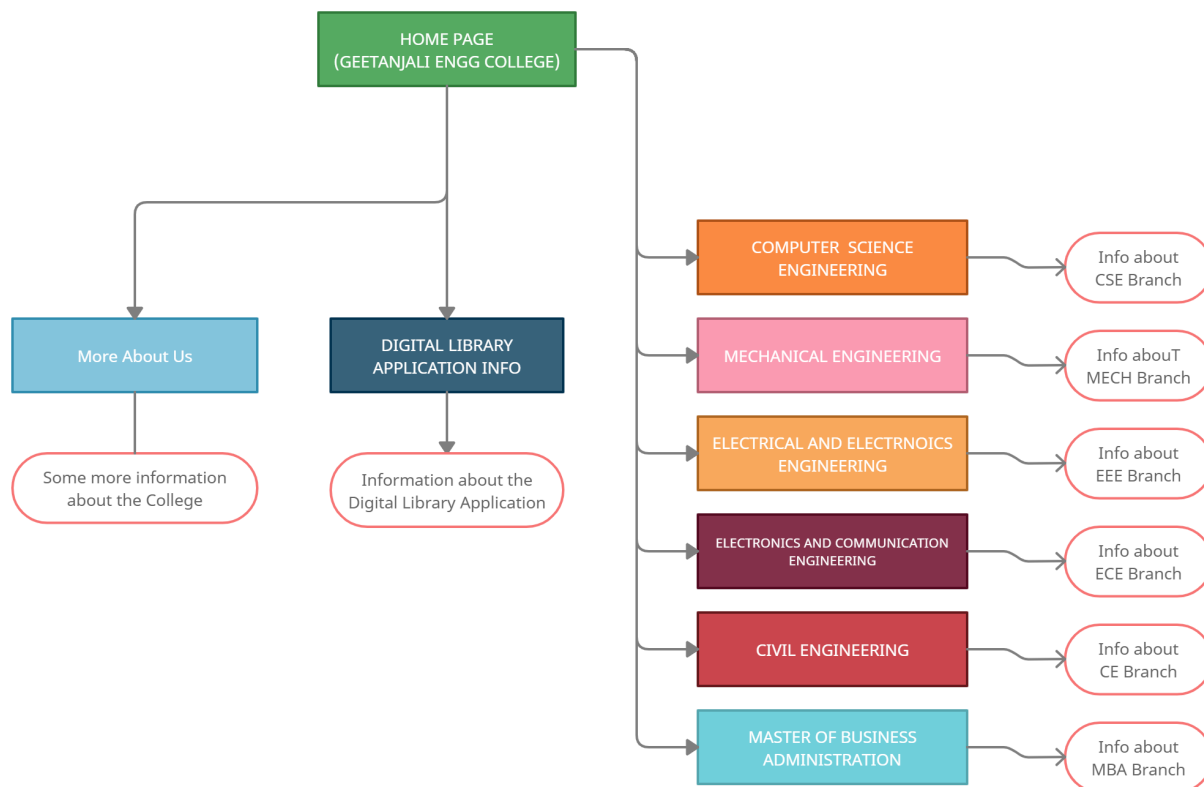 HOME PAGE
(GEETANJALI ENGG COLLEGE)
More About Us
Some more information
about the College
DIGITAL LIBRARY
APPLICATION INFO
Information about the
Digital Library Application
COMPUTER  SCIENCE
ENGINEERING
Info about
CSE Branch
MECHANICAL ENGINEERING
Info abouT
MECH Branch
ELECTRICAL AND ELECTRNOICS
ENGINEERING
Info about
EEE Branch
ELECTRONICS AND COMMUNICATION
ENGINEERING
Info about
ECE Branch
CIVIL ENGINEERING
Info about
CE Branch
MASTER OF BUSINESS
ADMINISTRATION
Info about
MBA Branch